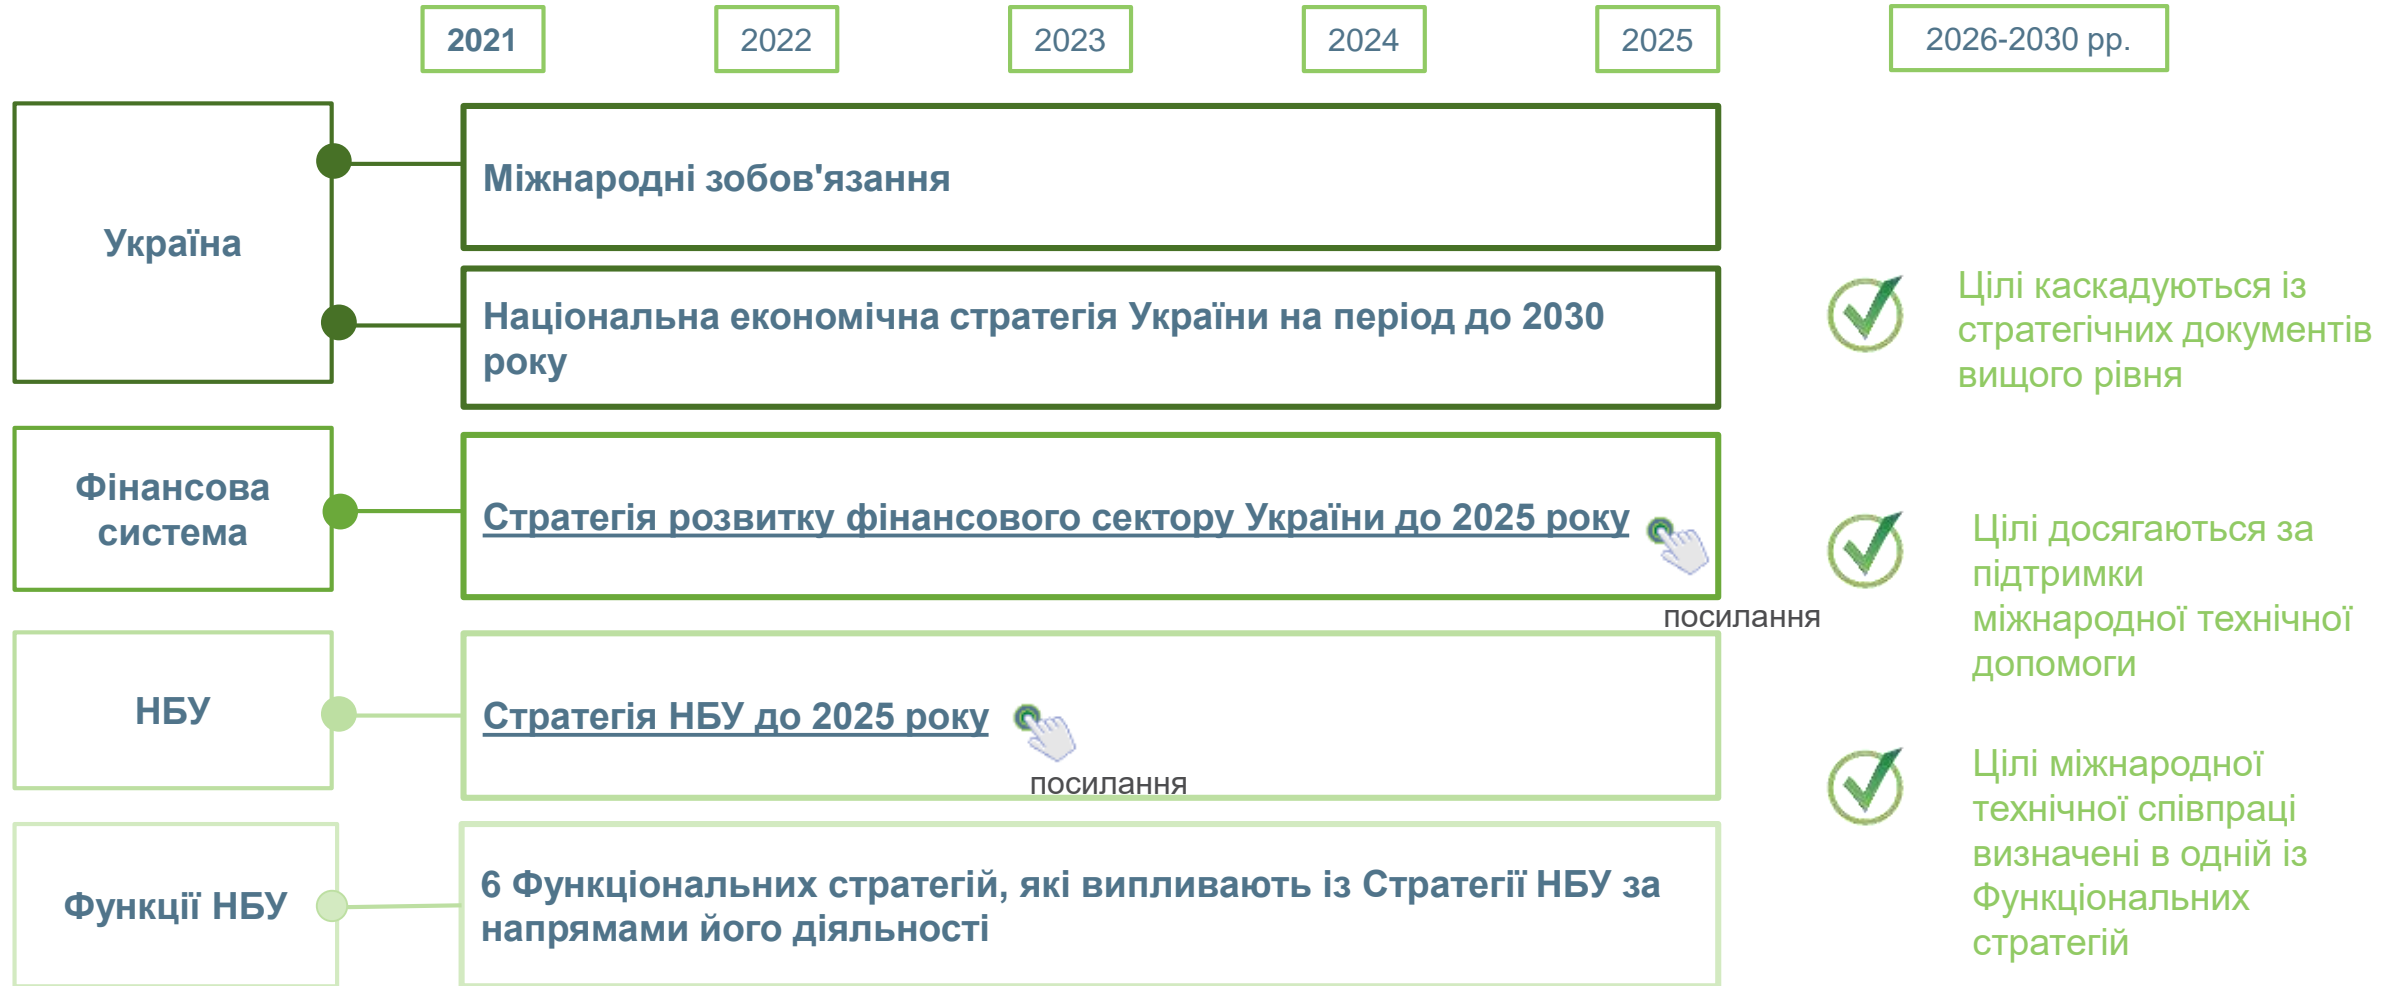 2021
2022
2023
2024
2025
2026-2030 рр.
Україна
Міжнародні зобов'язання
Національна економічна стратегія України на період до 2030
року
Фінансова
система
Стратегія розвитку фінансового сектору України до 2025 року
посилання
НБУ
Стратегія НБУ до 2025 року
посилання
Функції НБУ
6 Функціональних стратегій, які випливають із Стратегії НБУ за
напрямами його діяльності
Цілі каскадуються із
стратегічних документів
вищого рівня
Цілі досягаються за
підтримки
міжнародної технічної
допомоги
Цілі міжнародної
технічної співпраці
визначені в одній із
Функціональних
стратегій